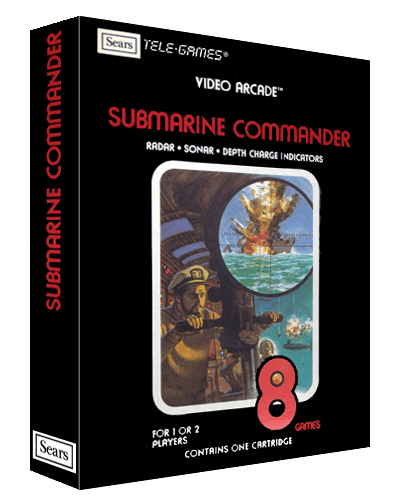 Sears TELE-GAMES®
VIDEO ARCADE™
SUBMARINE COMMANDER
RADAR • SONAR • DEPTH CHARGE INDICATORS
8
GAMES
FOR 1 OR 2
PLAYERS
CONTAINS ONE CARTRIDGE
SUBMARINE COMMANDER
Sears